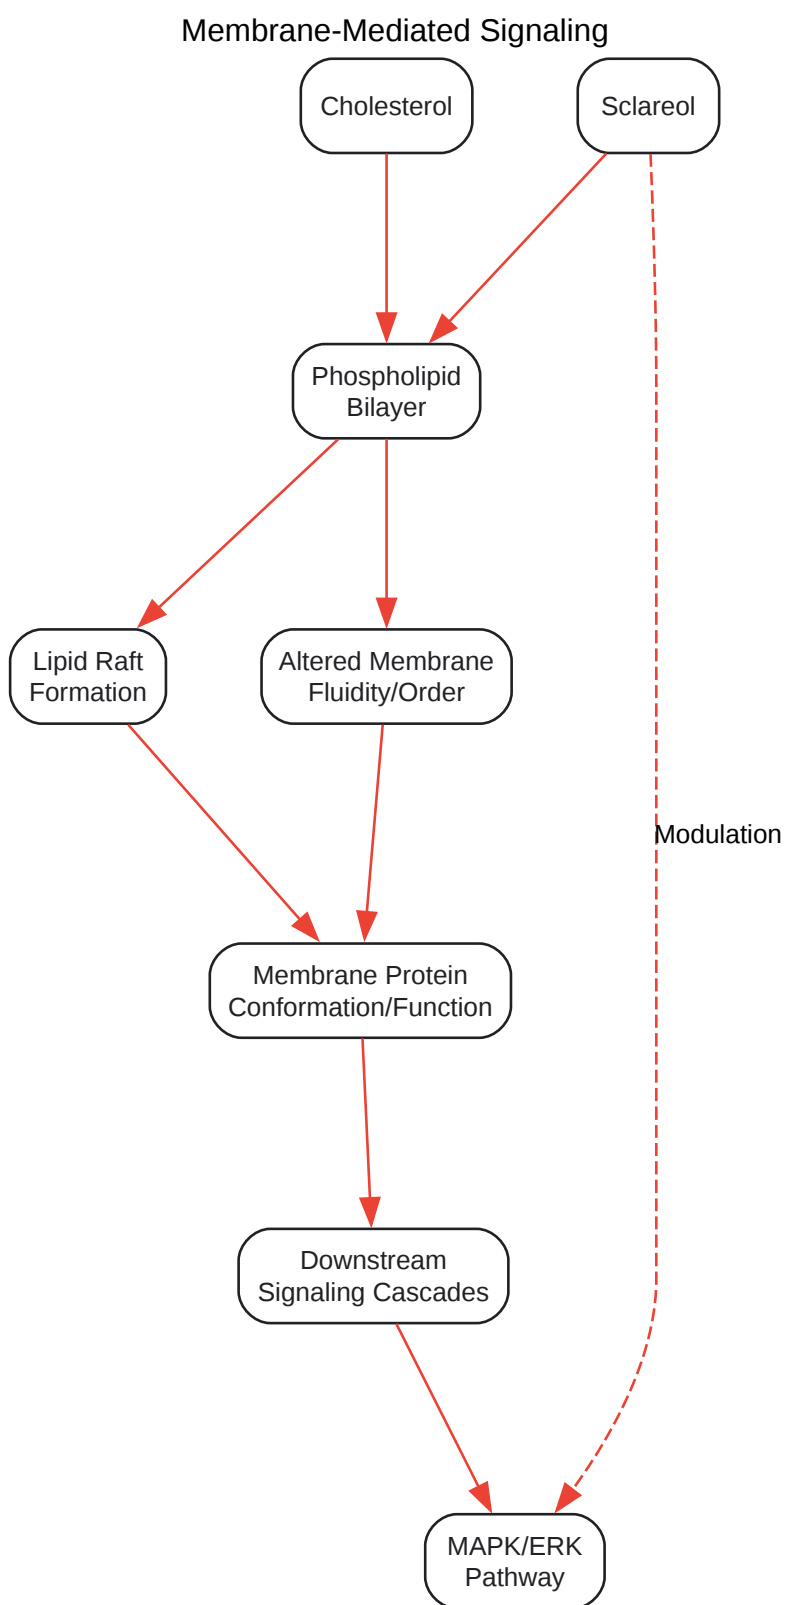 Membrane-Mediated Signaling
Cholesterol
Sclareol
Phospholipid
Bilayer
Lipid Raft
Formation
Altered Membrane
Fluidity/Order
Modulation
Membrane Protein
Conformation/Function
Downstream
Signaling Cascades
MAPK/ERK
Pathway